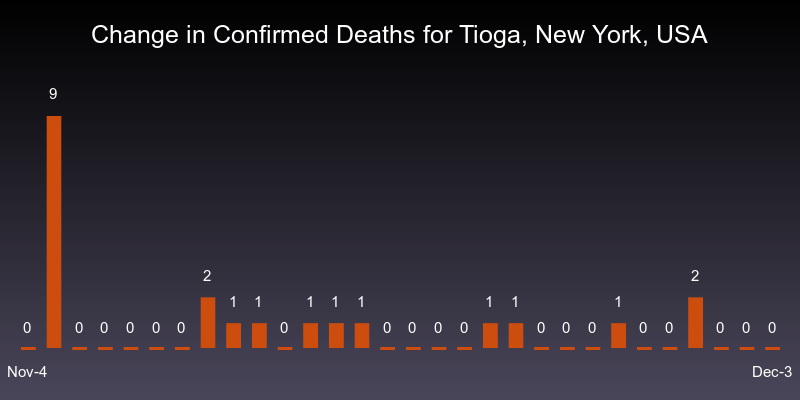 Change in Confirmed Deaths for Tioga, New York, USA
9
2
1 1 1 1 1 1 1 1 2
0 0 0 0 0 0 0 0 0 0 0 0 0 0 0 0 0 0 0 0
Nov-4 Dec-3